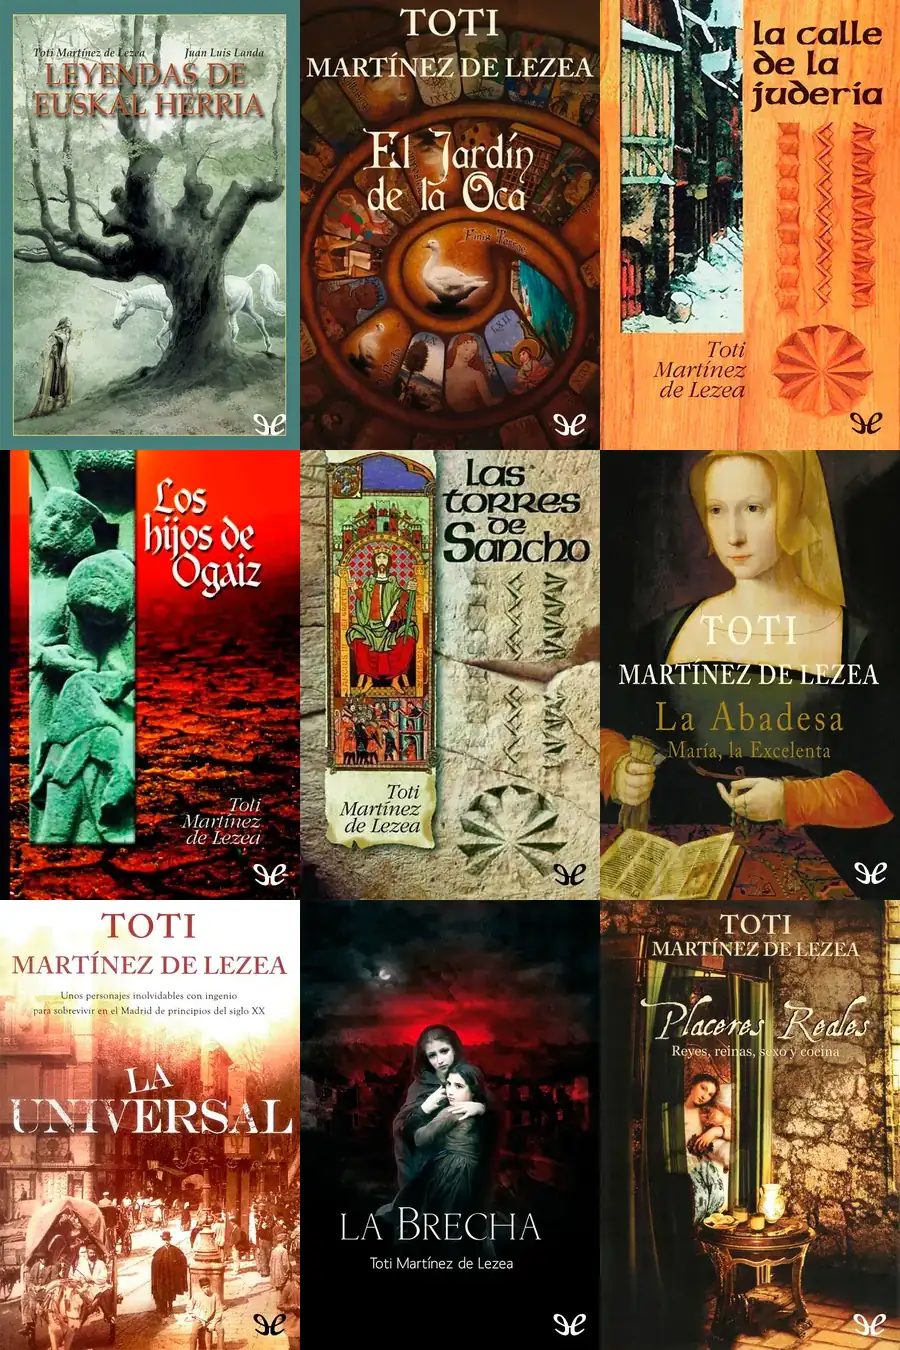 Toti Martínez de Lezea
Juan Luis Landa
LEYENDAS DE
EUSKAL HERRIA
TOTI
MARTÍNEZ DE LEZEA
El Jardín
de la Oca
la calle
de la
judería
Toti
Martínez
de Lezea
Los
hijos de
Ogaiz
Toti
Martínez
de Lezea
Las
torres
de
Sancho
Toti
Martínez
de Lezea
TOTI
MARTÍNEZ DE LEZEA
La Abadesa
María, la Excelenta
TOTI
MARTÍNEZ DE LEZEA
Unos personajes inolvidables con ingenio
para sobrevivir en el Madrid de principios del siglo XX
LA
UNIVERSAL
LA BRECHA
Toti Martínez de Lezea
TOTI
MARTÍNEZ DE LEZEA
Placeres Reales
Reyes, reinas, sexo y cocina